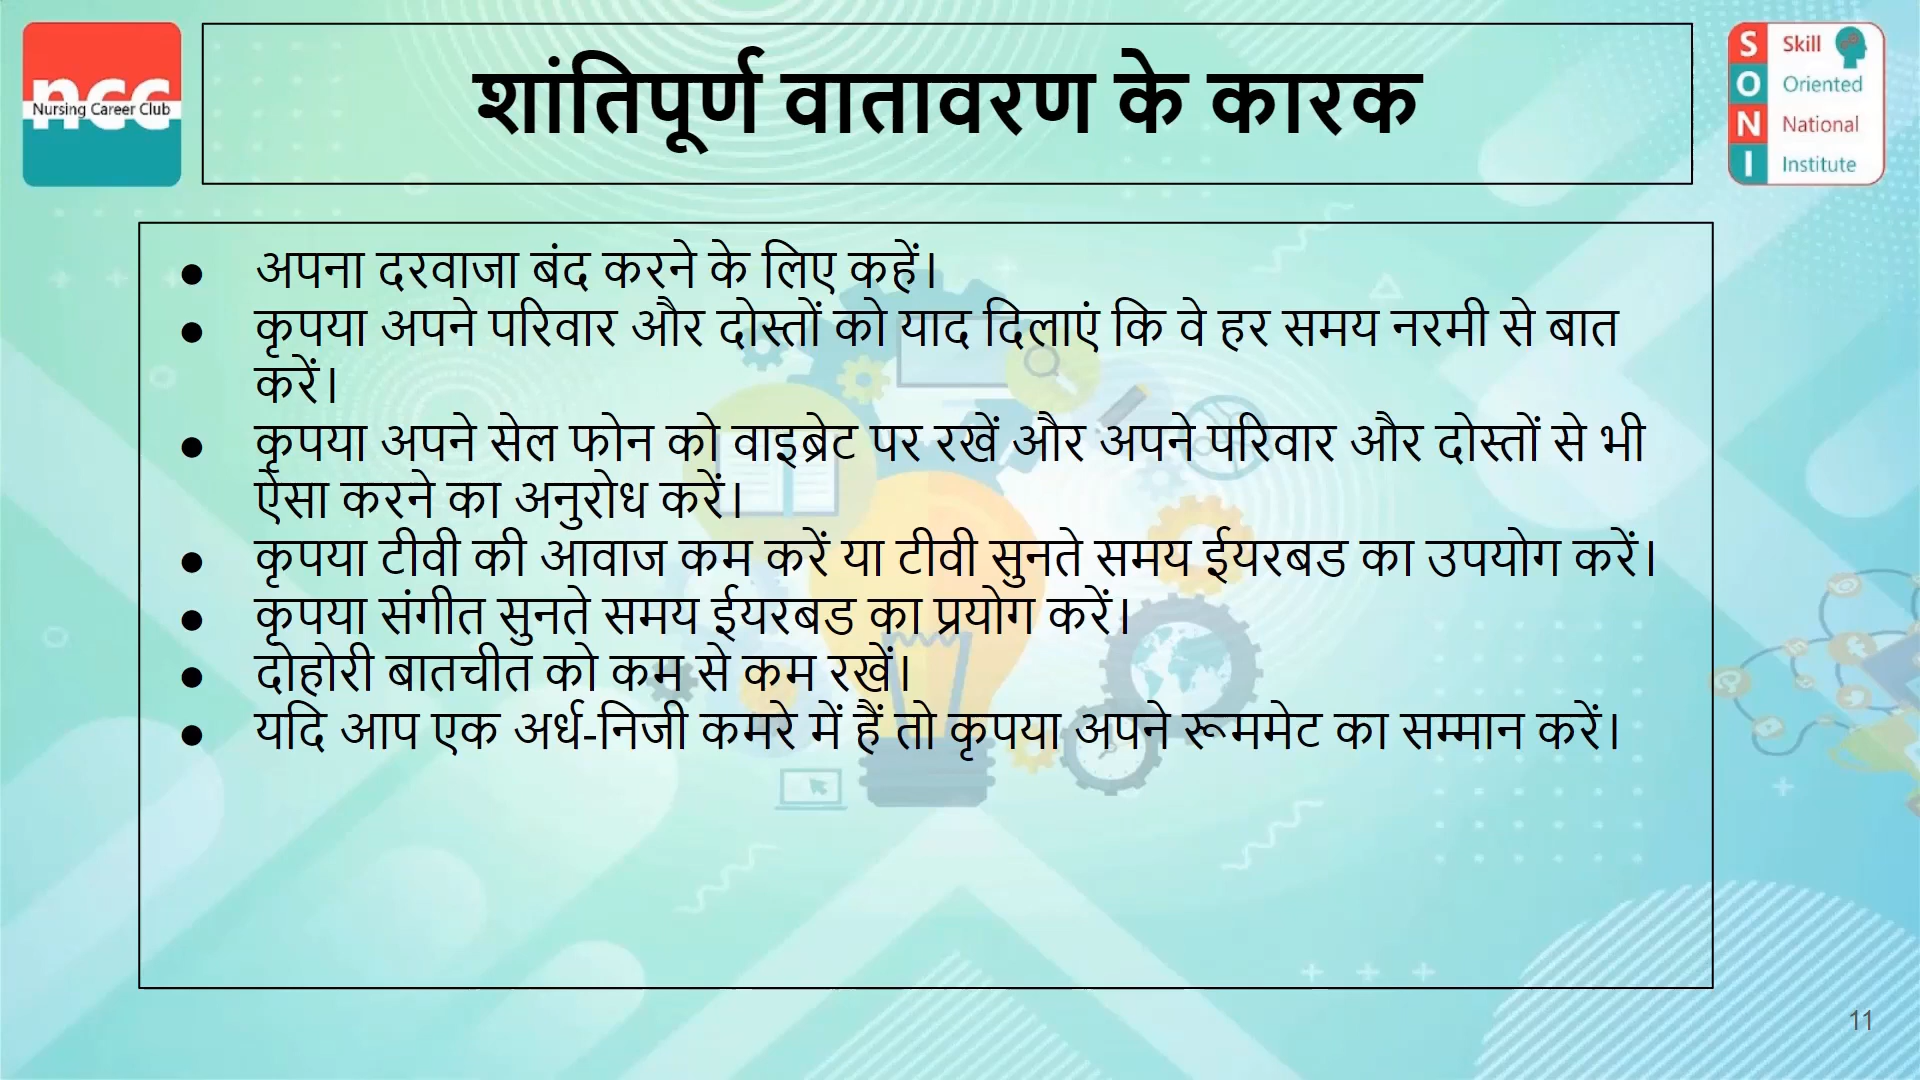 ncc
Nursing Career Club
शांतिपूर्ण वातावरण के कारक
S Skill
O Oriented
N National
I Institute
● अपना दरवाजा बंद करने के लिए कहें।
● कृपया अपने परिवार और दोस्तों को याद दिलाएं कि वे हर समय नरमी से बात
करें।
● कृपया अपने सेल फोन को वाइब्रेट पर रखें और अपने परिवार और दोस्तों से भी
ऐसा करने का अनुरोध करें।
● कृपया टीवी की आवाज कम करें या टीवी सुनते समय ईयरबड का उपयोग करें।
● कृपया संगीत सुनते समय ईयरबड का प्रयोग करें।
● दोहोरी बातचीत को कम से कम रखें।
● यदि आप एक अर्ध-निजी कमरे में हैं तो कृपया अपने रूममेट का सम्मान करें।
11